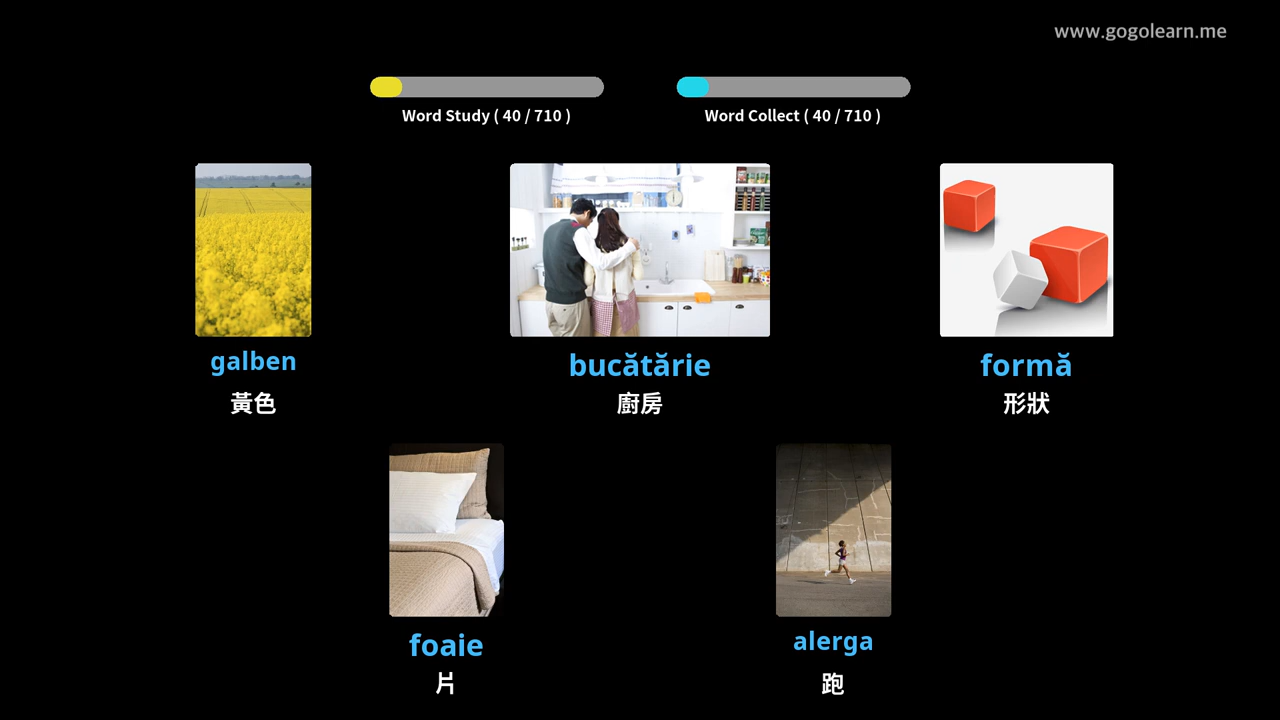 www.gogolearn.me
Word Study ( 40 / 710 )
Word Collect ( 40 / 710 )
galben
黃色
bucătărie
廚房
formă
形狀
foaie
片
alerga
跑